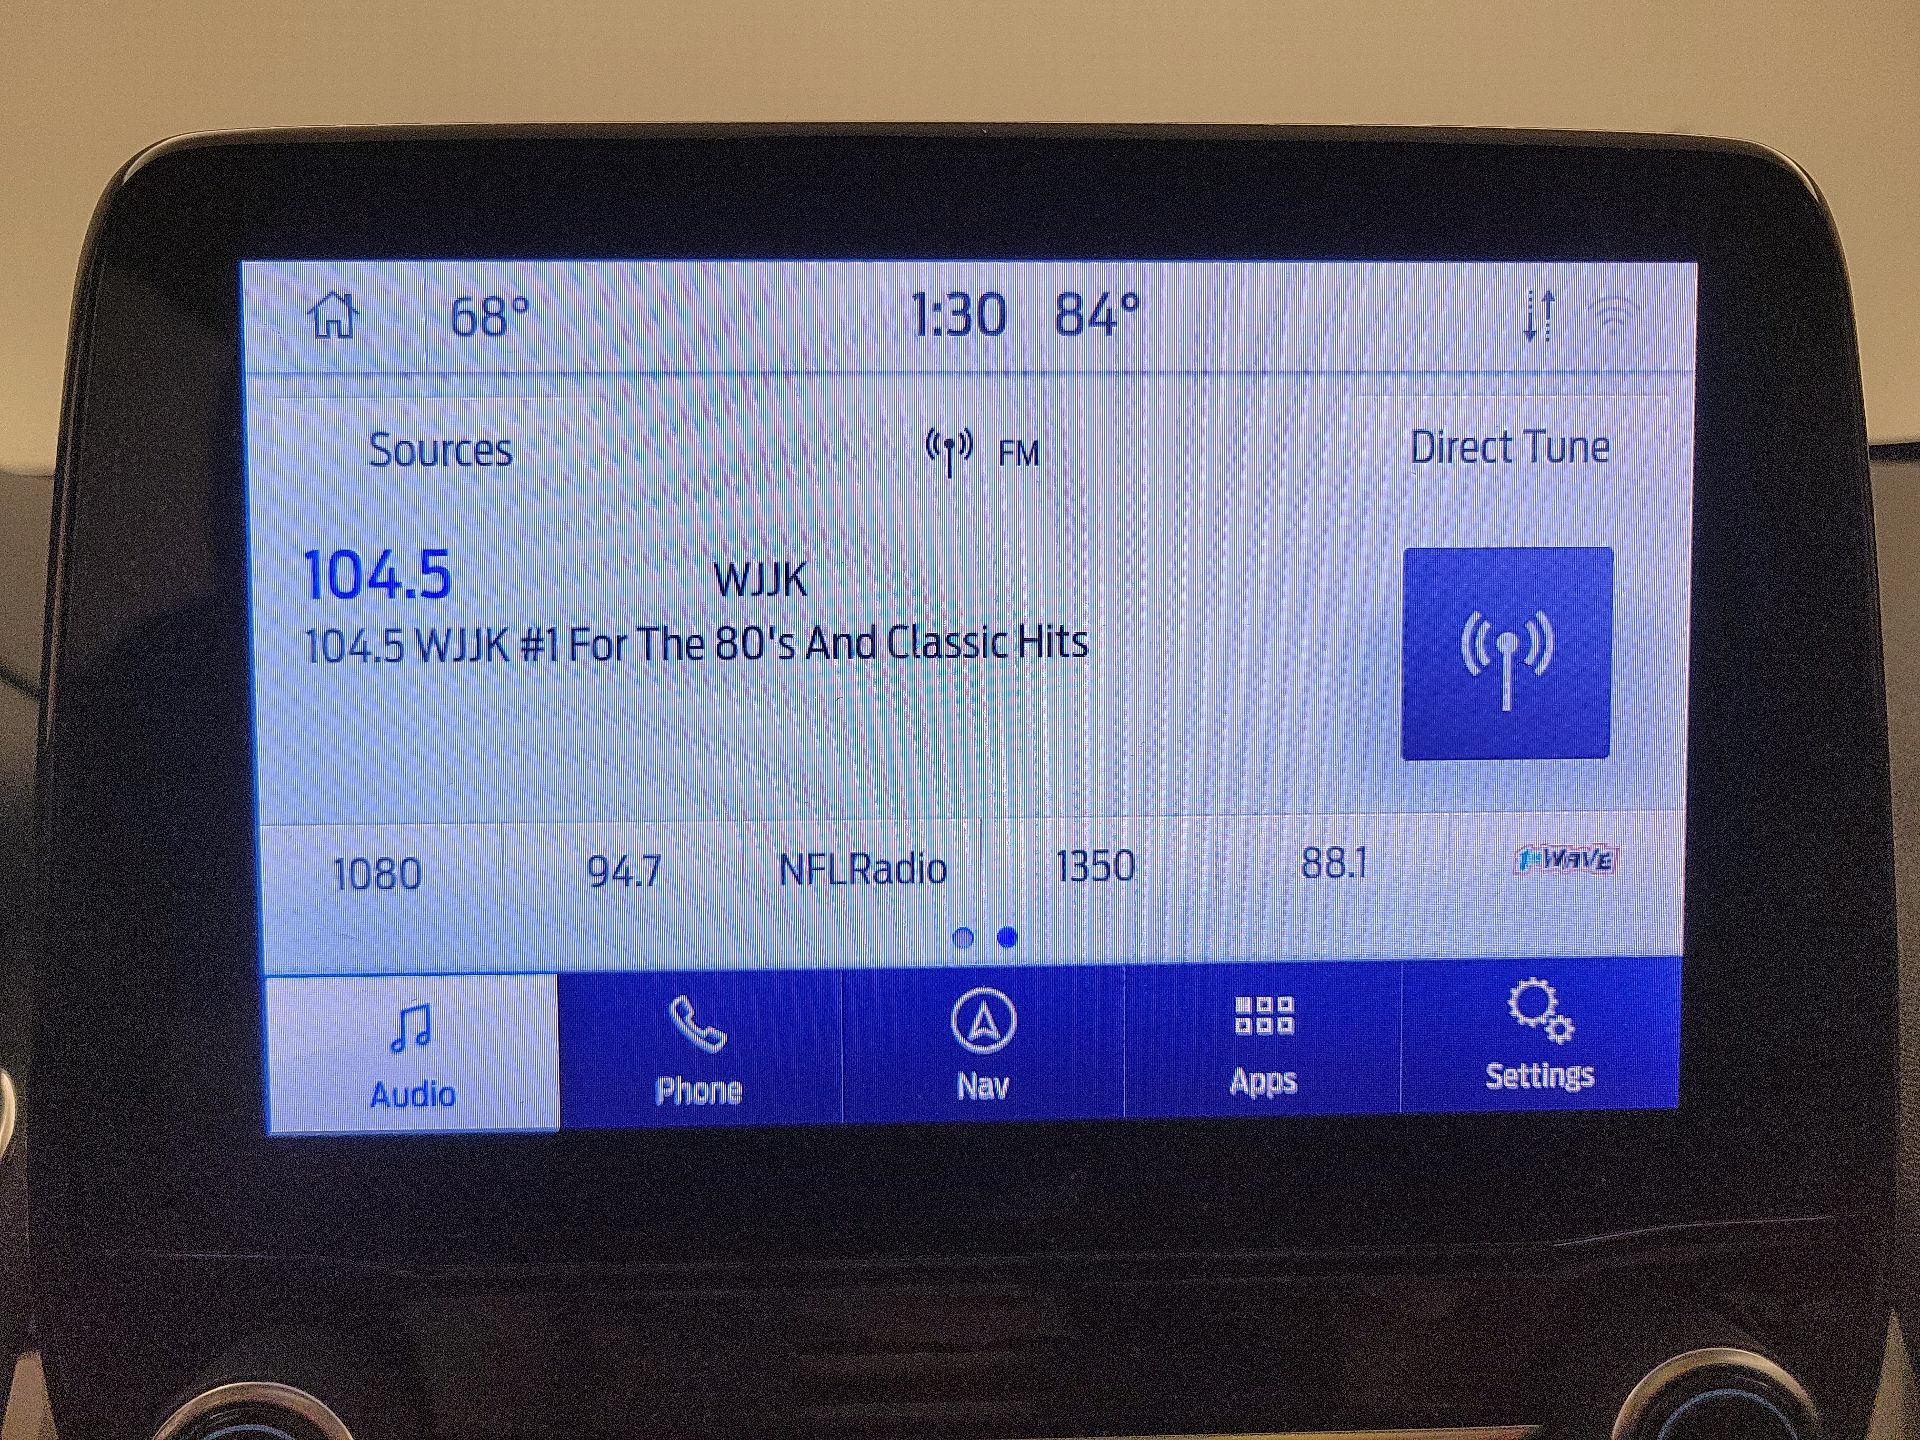 68° 1:30 84°
Sources FM Direct Tune
104.5 WJJK
104.5 WJJK #1 For The 80's And Classic Hits
1080 94.7 NFLRadio 1350 88.1 1st WAVE
Audio Phone Nav Apps Settings